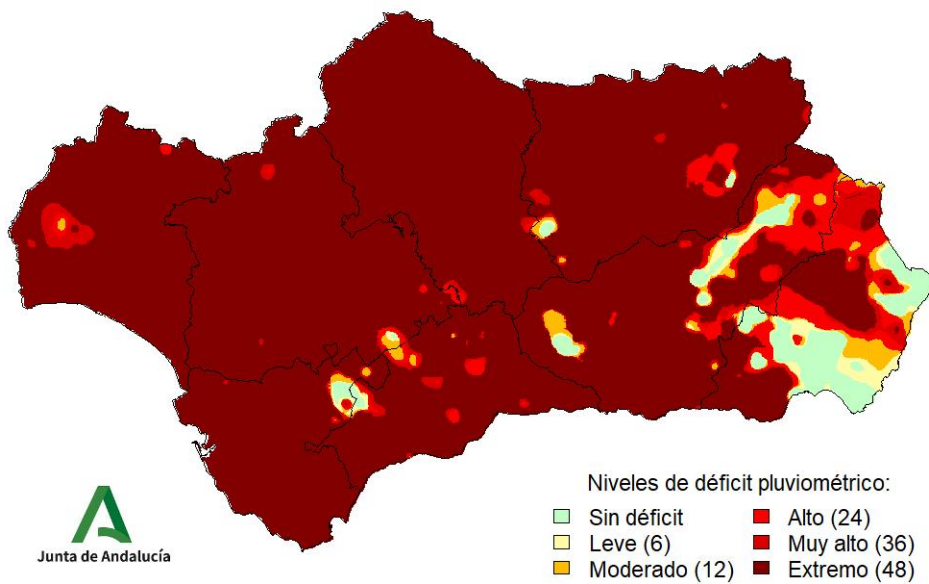 Junta de Andalucía
Niveles de déficit pluviométrico:
Sin déficit
Leve (6)
Moderado (12)
Alto (24)
Muy alto (36)
Extremo (48)